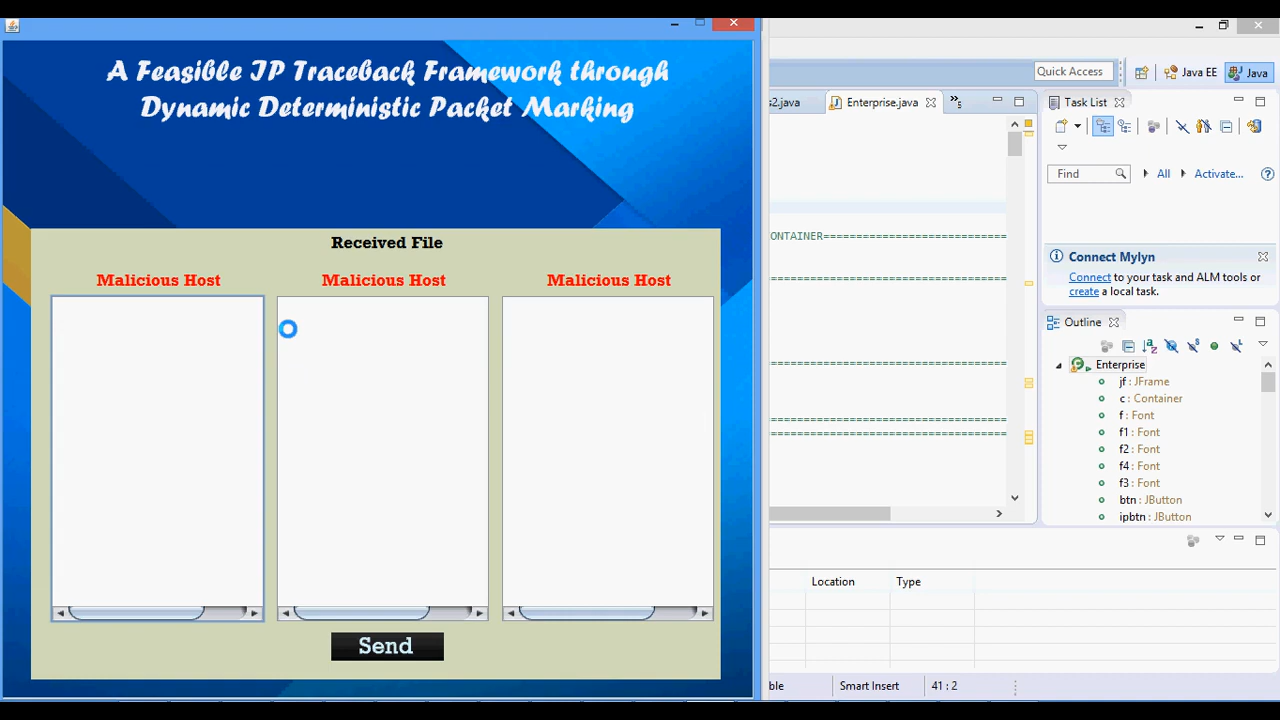 A Feasible IP Traceback Framework through
Dynamic Deterministic Packet Marking
Received File
Malicious Host
Malicious Host
Malicious Host
Send
Quick Access
Java EE
Java
s2.java
Enterprise.java
»5
Task List
Find
All
Activate...
ONTAINER==============================
Connect Mylyn
Connect to your task and ALM tools or
create a local task.
Outline
Enterprise
jf : JFrame
c : Container
f : Font
f1 : Font
f2 : Font
f4 : Font
f3 : Font
btn : JButton
ipbtn : JButton
Location
Type
ble
Smart Insert
41 : 2